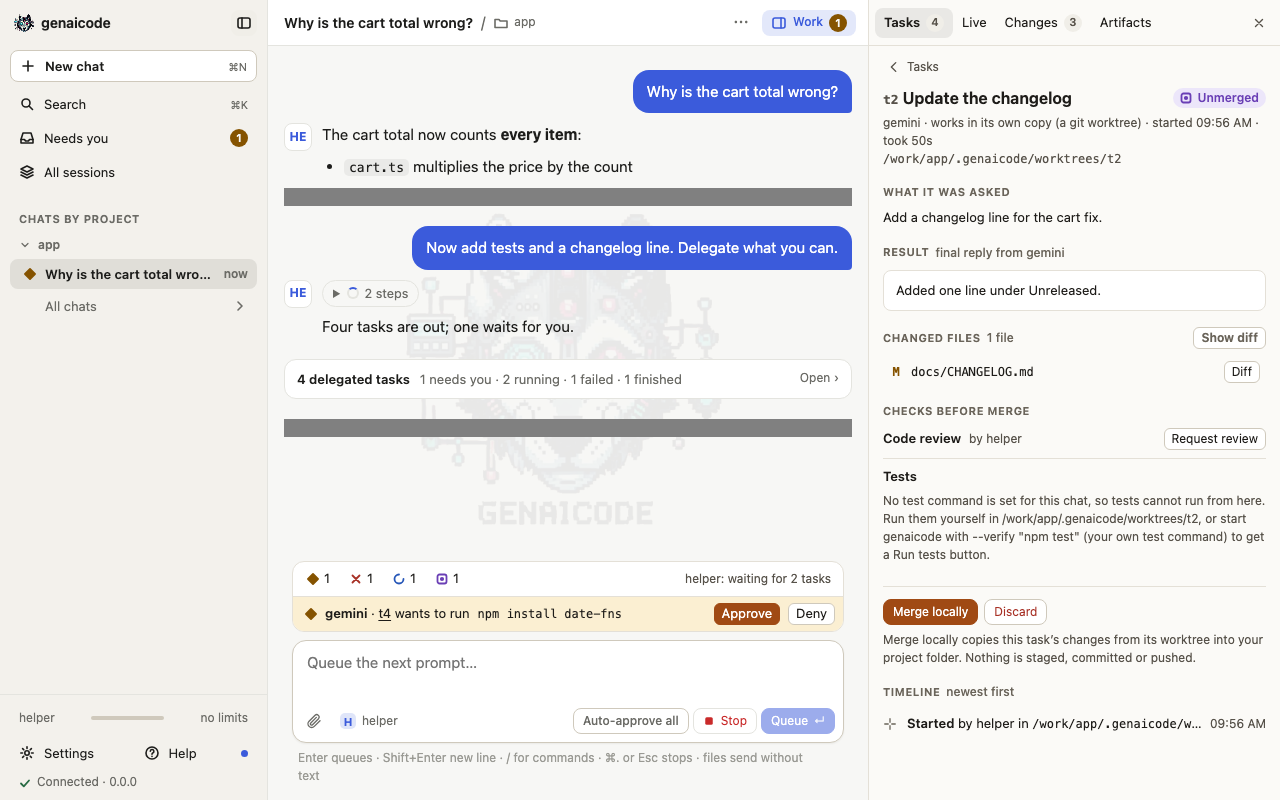 genaicode
New chat ⌘N
Search ⌘K
Needs you 1
All sessions
CHATS BY PROJECT
app
Why is the cart total wro... now
All chats
helper no limits
Settings Help
Connected · 0.0.0
Why is the cart total wrong? / app
Work 1
Why is the cart total wrong?
HE
The cart total now counts every item:
• cart.ts multiplies the price by the count
Now add tests and a changelog line. Delegate what you can.
HE
2 steps
Four tasks are out; one waits for you.
4 delegated tasks 1 needs you · 2 running · 1 failed · 1 finished Open ›
GENAICODE
1 1 1 1 helper: waiting for 2 tasks
gemini · t4 wants to run npm install date-fns Approve Deny
Queue the next prompt...
H helper Auto-approve all Stop Queue
Enter queues · Shift+Enter new line · / for commands · ⌘. or Esc stops · files send without
text
Tasks 4 Live Changes 3 Artifacts
Tasks
t2 Update the changelog Unmerged
gemini · works in its own copy (a git worktree) · started 09:56 AM ·
took 50s
/work/app/.genaicode/worktrees/t2
WHAT IT WAS ASKED
Add a changelog line for the cart fix.
RESULT final reply from gemini
Added one line under Unreleased.
CHANGED FILES 1 file Show diff
M docs/CHANGELOG.md Diff
CHECKS BEFORE MERGE
Code review by helper Request review
Tests
No test command is set for this chat, so tests cannot run from here.
Run them yourself in /work/app/.genaicode/worktrees/t2, or start
genaicode with --verify "npm test" (your own test command) to get
a Run tests button.
Merge locally Discard
Merge locally copies this task’s changes from its worktree into your
project folder. Nothing is staged, committed or pushed.
TIMELINE newest first
Started by helper in /work/app/.genaicode/w... 09:56 AM